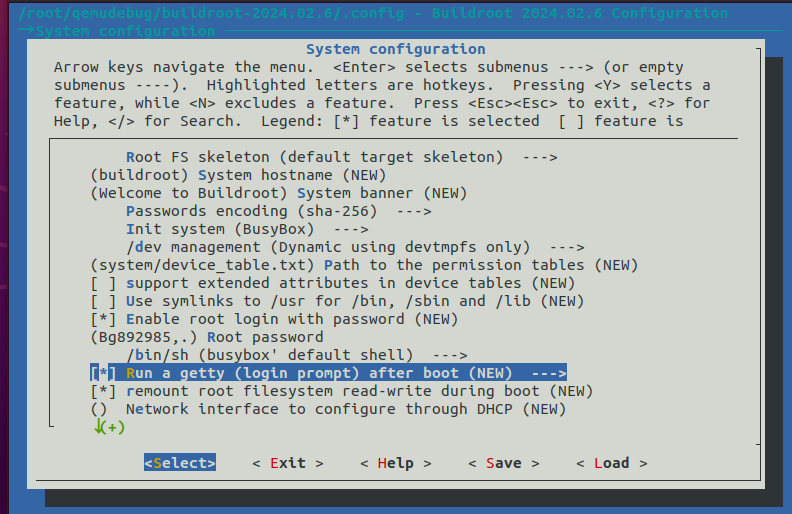 /root/qemudebug/buildroot-2024.02.6/.config - Buildroot 2024.02.6 Configuration
→System configuration
System configuration
Arrow keys navigate the menu. <Enter> selects submenus ---> (or empty
submenus ----). Highlighted letters are hotkeys. Pressing <Y> selects a
feature, while <N> excludes a feature. Press <Esc><Esc> to exit, <?> for
Help, </> for Search. Legend: [*] feature is selected [ ] feature is
Root FS skeleton (default target skeleton) --->
(buildroot) System hostname (NEW)
(Welcome to Buildroot) System banner (NEW)
Passwords encoding (sha-256) --->
Init system (BusyBox) --->
/dev management (Dynamic using devtmpfs only) --->
(system/device_table.txt) Path to the permission tables (NEW)
[ ] support extended attributes in device tables (NEW)
[ ] Use symlinks to /usr for /bin, /sbin and /lib (NEW)
[*] Enable root login with password (NEW)
(Bg892985,.) Root password
/bin/sh (busybox' default shell) --->
[*] Run a getty (login prompt) after boot (NEW) --->
[*] remount root filesystem read-write during boot (NEW)
() Network interface to configure through DHCP (NEW)
↓(+)
<Select> < Exit > < Help > < Save > < Load >